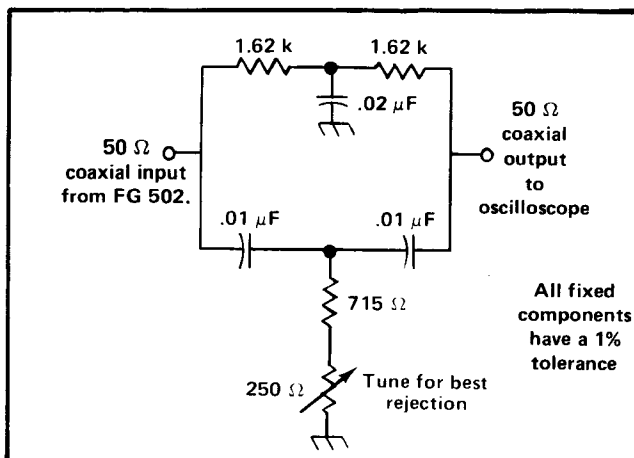 1.62 k
1.62 k
.02 μF
50 Ω
coaxial input
from FG 502.
50 Ω
coaxial
output
to
oscilloscope
.01 μF
.01 μF
715 Ω
All fixed
components
have a 1%
tolerance
250 Ω
Tune for best
rejection